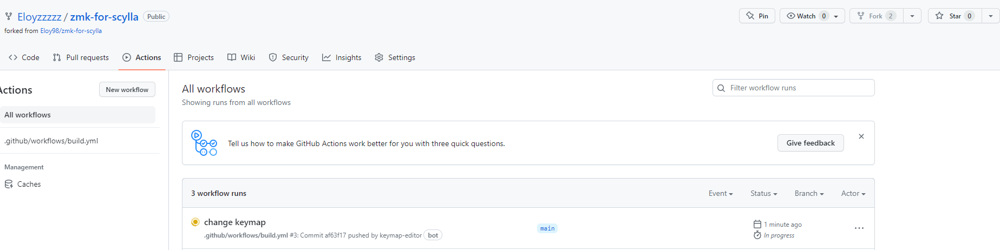 Eloyzzzzz / zmk-for-scylla Public
Pin Watch 0 Fork 2 Star 0
forked from Eloy98/zmk-for-scylla
Code Pull requests Actions Projects Wiki Security Insights Settings
Actions New workflow
All workflows
.github/workflows/build.yml
Management
Caches
All workflows
Filter workflow runs
Showing runs from all workflows
Tell us how to make GitHub Actions work better for you with three quick questions.
Give feedback
3 workflow runs
Event Status Branch Actor
change keymap
.github/workflows/build.yml #3: Commit af63f17 pushed by keymap-editor bot
main
1 minute ago
In progress